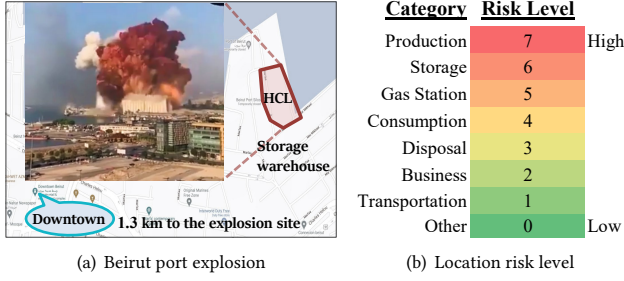 HCL
Storage
warehouse
Downtown
1.3 km to the explosion site
(a) Beirut port explosion
Category Risk Level
Production 7 High
Storage 6
Gas Station 5
Consumption 4
Disposal 3
Business 2
Transportation 1
Other 0 Low
(b) Location risk level